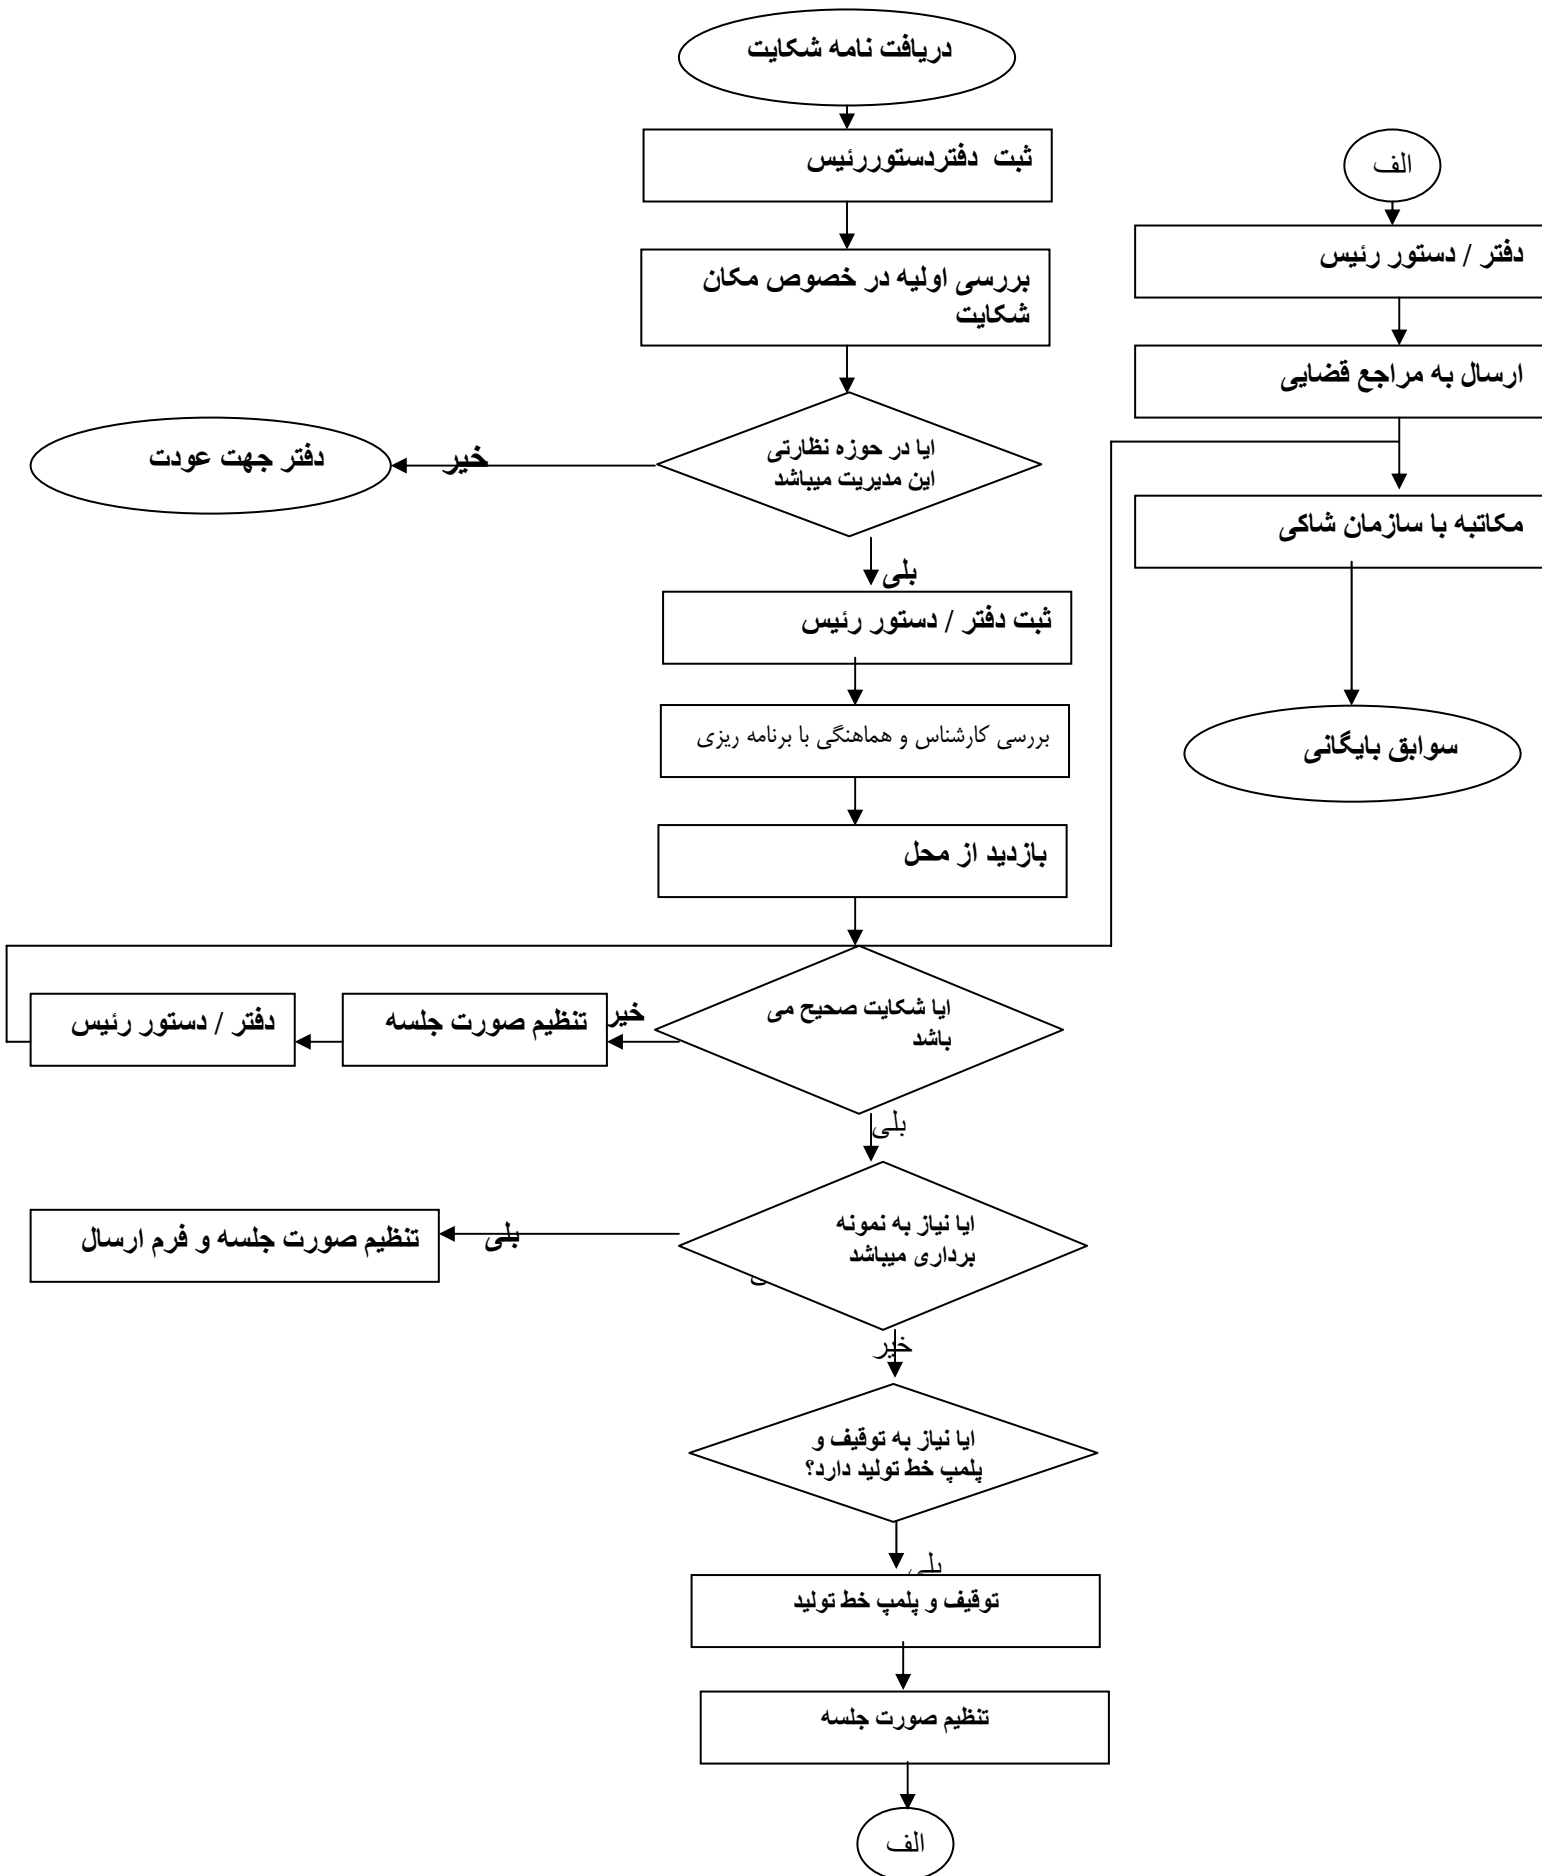 دریافت نامه شکایت
ثبت دفتردستوررئیس
بررسی اولیه در خصوص مکان
شکایت
ایا در حوزه نظارتی
این مدیریت میباشد
خیر
دفتر جهت عودت
بلی
ثبت دفتر / دستور رئیس
بررسی کارشناس و هماهنگی با برنامه ریزی
بازدید از محل
ایا شکایت صحیح می
باشد
خیر
تنظیم صورت جلسه
دفتر / دستور رئیس
بلی
ایا نیاز به نمونه
برداری میباشد
بلی
تنظیم صورت جلسه و فرم ارسال
خیر
ایا نیاز به توقیف و
پلمپ خط تولید دارد؟
بلی
توقیف و پلمپ خط تولید
تنظیم صورت جلسه
الف
الف
دفتر / دستور رئیس
ارسال به مراجع قضایی
مکاتبه با سازمان شاکی
سوابق بایگانی